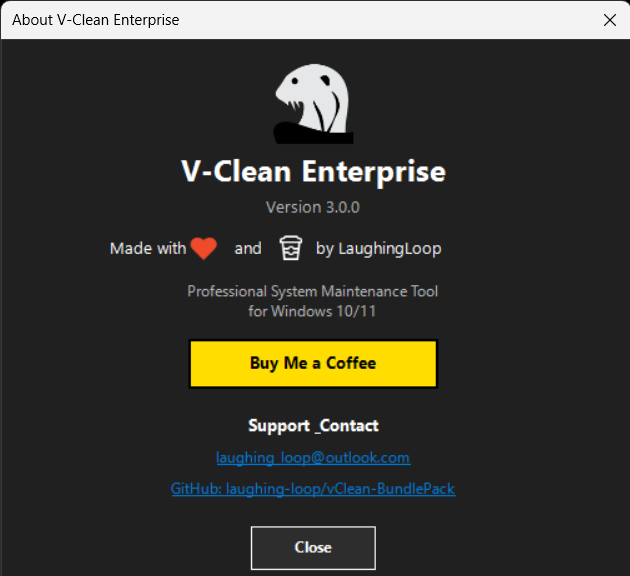 About V-Clean Enterprise
V-Clean Enterprise
Version 3.0.0
Made with and by LaughingLoop
Professional System Maintenance Tool
for Windows 10/11
Buy Me a Coffee
Support _Contact
laughing_loop@outlook.com
GitHub: laughing-loop/vClean-BundlePack
Close